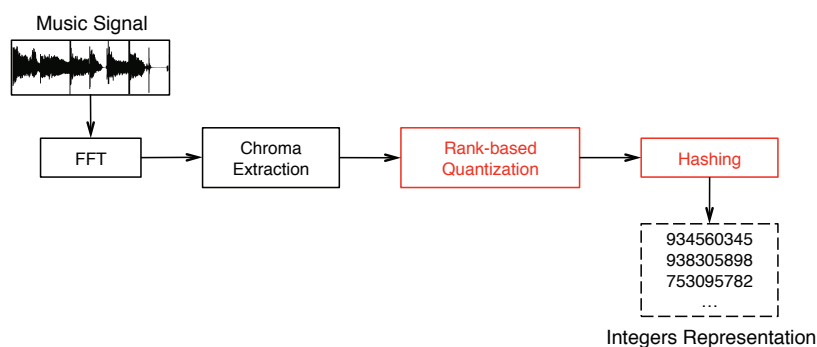 Music Signal
FFT
Chroma
Extraction
Rank-based
Quantization
Hashing
934560345
938305898
753095782
...
Integers Representation